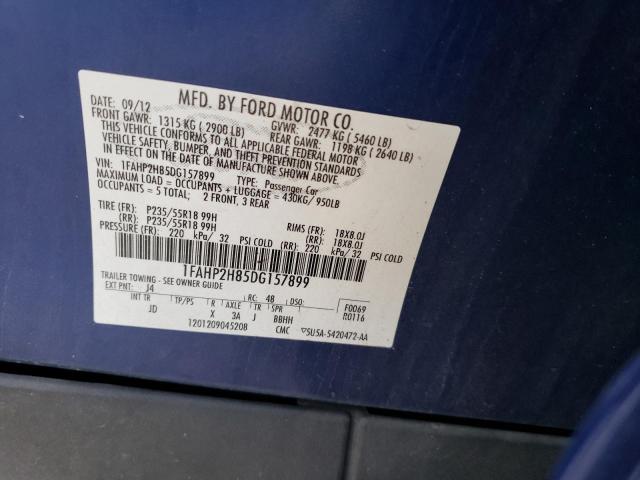 MFD. BY FORD MOTOR CO.
DATE: 09/12 GVWR: 2477 KG ( 5460 LB)
FRONT GAWR: 1315 KG ( 2900 LB) REAR GAWR: 1198 KG ( 2640 LB)
THIS VEHICLE CONFORMS TO ALL APPLICABLE FEDERAL MOTOR
VEHICLE SAFETY, BUMPER, AND THEFT PREVENTION STANDARDS
IN EFFECT ON THE DATE OF MANUFACTURE SHOWN ABOVE.
VIN: 1FAHP2H85DG157899 TYPE: Passenger Car
MAXIMUM LOAD = OCCUPANTS + LUGGAGE = 430KG/ 950LB
OCCUPANTS = 5 TOTAL; 2 FRONT, 3 REAR
TIRE (FR): P235/55R18 99H RIMS (FR): 18X8.0J
(RR): P235/55R18 99H (RR): 18X8.0J
PRESSURE (FR): 220 kPa/ 32 PSI COLD (RR): 220 kPa/ 32 PSI COLD
1FAHP2H85DG157899
TRAILER TOWING - SEE OWNER GUIDE
EXT PNT: J4 RC: 48 DSO: F0069
INT TR TP/PS R AXLE TR SPR R0116
JD X 3A J BBHH
1201209045208 CMC 5U5A-5420472-AA